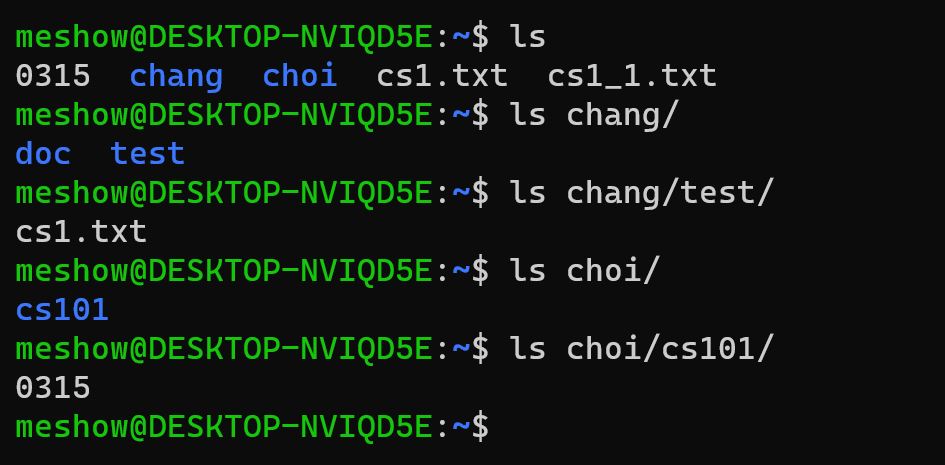 meshow@DESKTOP-NVIQD5E:~$ ls
0315  chang  choi  cs1.txt  cs1_1.txt
meshow@DESKTOP-NVIQD5E:~$ ls chang/
doc  test
meshow@DESKTOP-NVIQD5E:~$ ls chang/test/
cs1.txt
meshow@DESKTOP-NVIQD5E:~$ ls choi/
cs101
meshow@DESKTOP-NVIQD5E:~$ ls choi/cs101/
0315
meshow@DESKTOP-NVIQD5E:~$